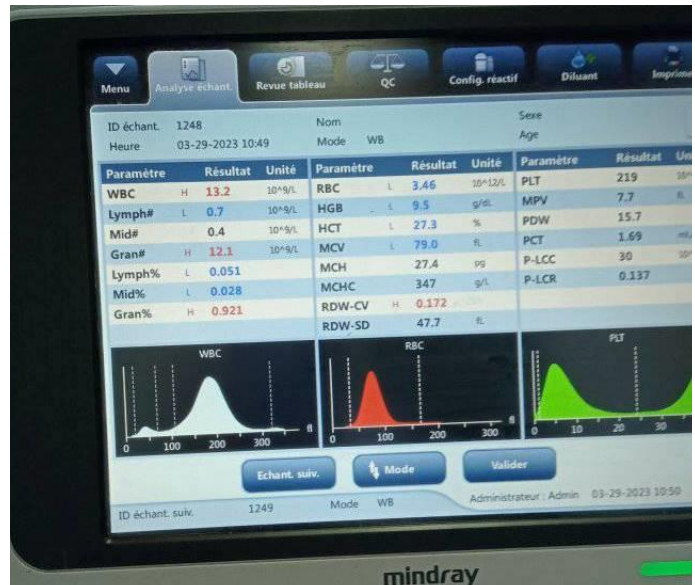 Menu
Analyse échant.
Revue tableau
QC
Config. réactif
Diluant
ID échant. 1248 Nom Sexe
Heure 03-29-2023 10:49 Mode WB Age
Paramètre Résultat Unité Paramètre Résultat Unité Paramètre Résultat
WBC H 13.2 10^9/L RBC L 3.46 10^12/L PLT 219
Lymph# L 0.7 10^9/L HGB L 9.5 g/dL MPV 7.7 fL
Mid# 0.4 10^9/L HCT L 27.3 % PDW 15.7
Gran# H 12.1 10^9/L MCV L 79.0 fL PCT 1.69
Lymph% L 0.051 MCH 27.4 pg P-LCC 30
Mid% L 0.028 MCHC 347 g/L P-LCR 0.137
Gran% H 0.921 RDW-CV H 0.172
RDW-SD 47.7 fL
WBC RBC PLT
0 100 200 300 fl 0 100 200 300 fl 0 10 20 30
Echant. suiv. Mode Valider
ID échant. suiv. 1249 Mode WB Administrateur : Admin 03-29-2023 10:50
mindray